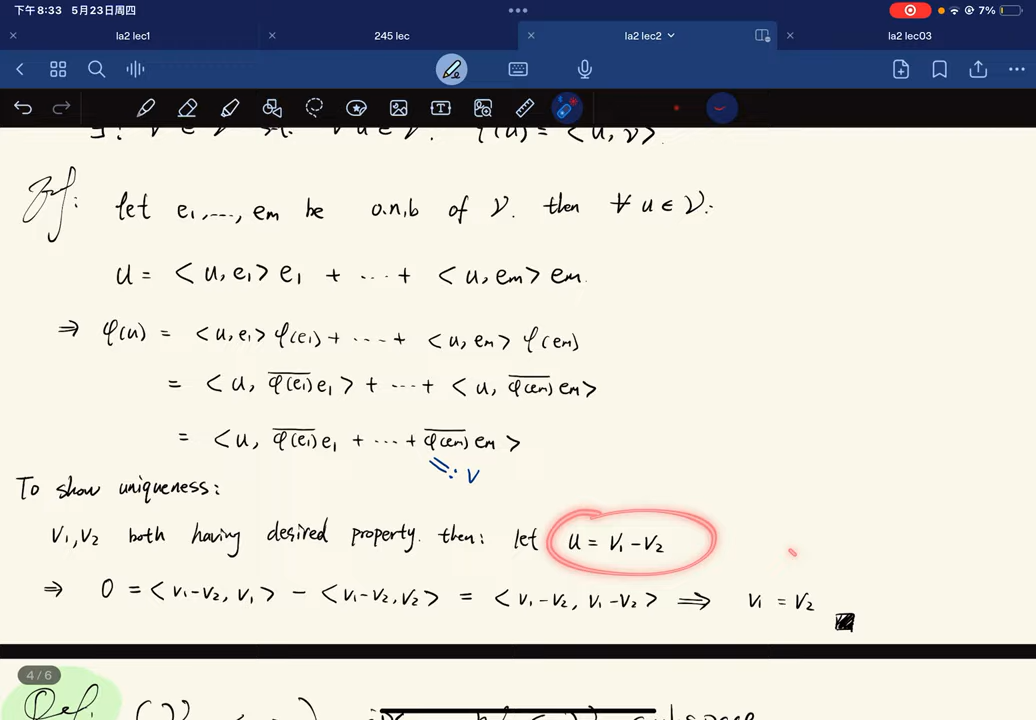 下午8:33 5月23日周四
7%
la2 lec1
245 lec
la2 lec2
la2 lec03
∃! v ∈ V s.t. ∀ u ∈ V. φ(u) = <u, v>.
Prf: let e₁, ..., eₘ be o.n.b of V. then ∀ u ∈ V:
u = <u, e₁> e₁ + ... + <u, eₘ> eₘ.
⇒ φ(u) = <u, e₁> φ(e₁) + ... + <u, eₘ> φ(eₘ)
= <u, \overline{φ(e₁)} e₁> + ... + <u, \overline{φ(eₘ)} eₘ>
= <u, \overline{φ(e₁)} e₁ + ... + \overline{φ(eₘ)} eₘ>
=: v
To show uniqueness:
V₁, V₂ both having desired property. then: let u = V₁ - V₂
⇒ 0 = <V₁-V₂, V₁> - <V₁-V₂, V₂> = <V₁-V₂, V₁-V₂> ⟹ V₁ = V₂
4 / 6
Def: